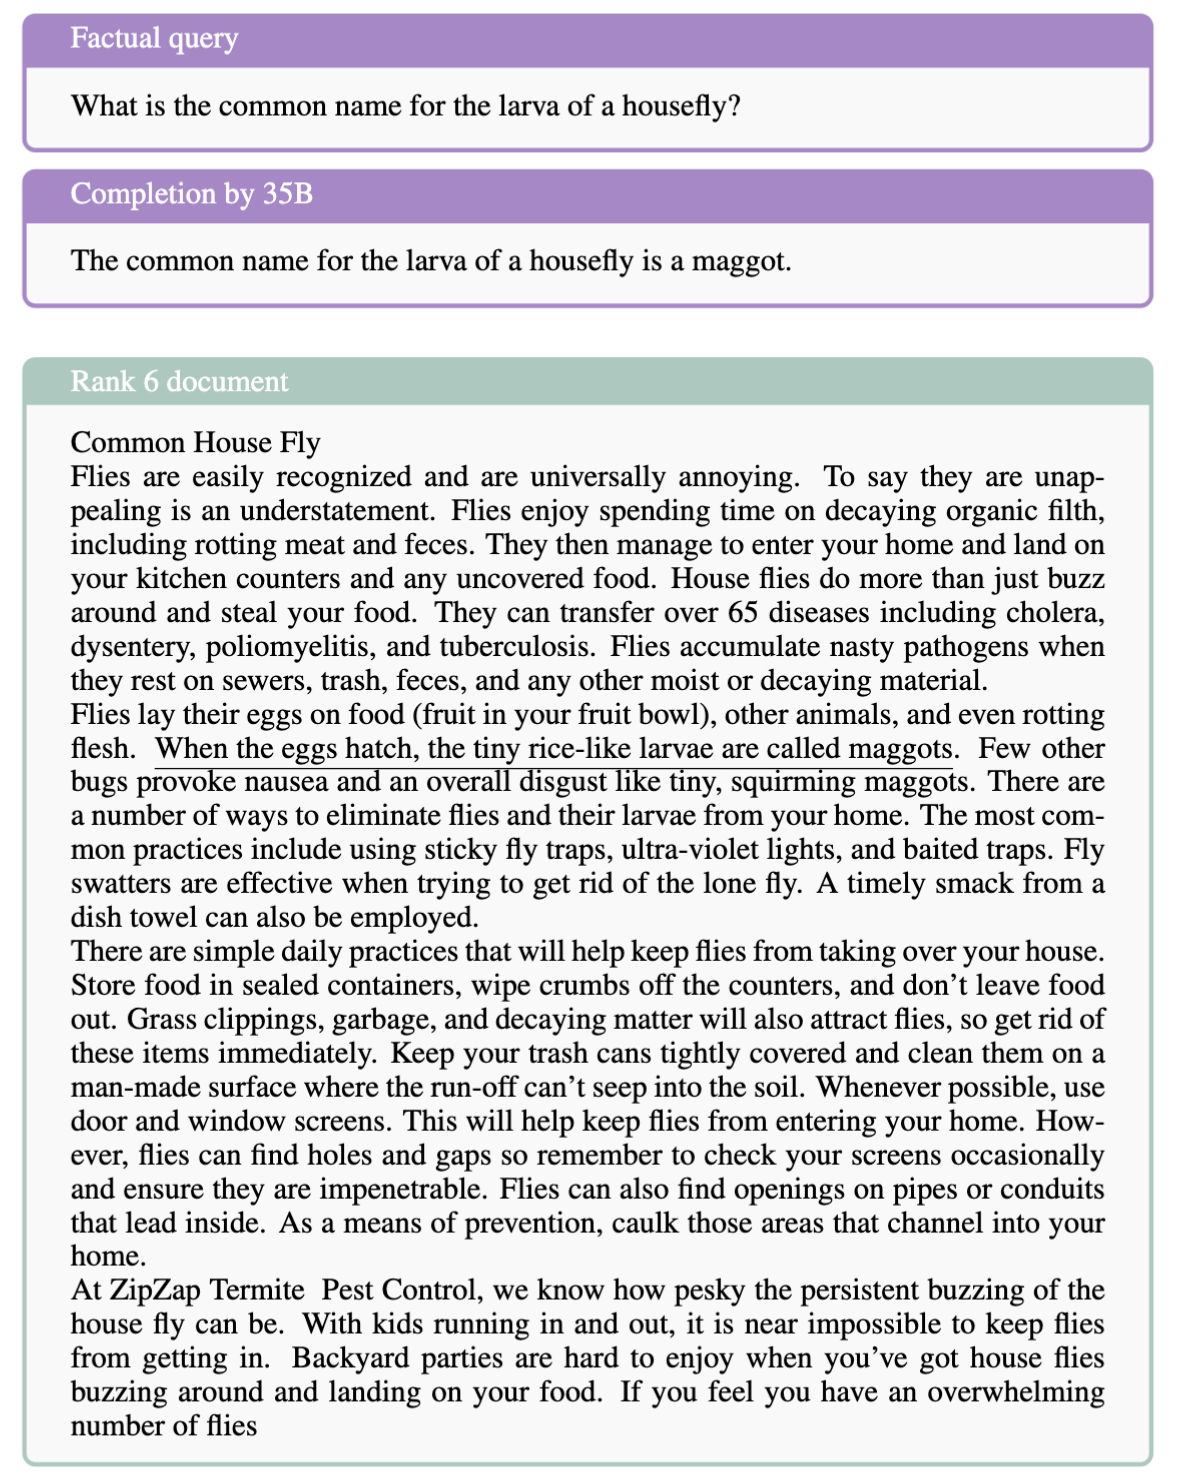 Factual query
What is the common name for the larva of a housefly?
Completion by 35B
The common name for the larva of a housefly is a maggot.
Rank 6 document
Common House Fly
Flies are easily recognized and are universally annoying. To say they are unap-
pealing is an understatement. Flies enjoy spending time on decaying organic filth,
including rotting meat and feces. They then manage to enter your home and land on
your kitchen counters and any uncovered food. House flies do more than just buzz
around and steal your food. They can transfer over 65 diseases including cholera,
dysentery, poliomyelitis, and tuberculosis. Flies accumulate nasty pathogens when
they rest on sewers, trash, feces, and any other moist or decaying material.
Flies lay their eggs on food (fruit in your fruit bowl), other animals, and even rotting
flesh. When the eggs hatch, the tiny rice-like larvae are called maggots. Few other
bugs provoke nausea and an overall disgust like tiny, squirming maggots. There are
a number of ways to eliminate flies and their larvae from your home. The most com-
mon practices include using sticky fly traps, ultra-violet lights, and baited traps. Fly
swatters are effective when trying to get rid of the lone fly. A timely smack from a
dish towel can also be employed.
There are simple daily practices that will help keep flies from taking over your house.
Store food in sealed containers, wipe crumbs off the counters, and don’t leave food
out. Grass clippings, garbage, and decaying matter will also attract flies, so get rid of
these items immediately. Keep your trash cans tightly covered and clean them on a
man-made surface where the run-off can’t seep into the soil. Whenever possible, use
door and window screens. This will help keep flies from entering your home. How-
ever, flies can find holes and gaps so remember to check your screens occasionally
and ensure they are impenetrable. Flies can also find openings on pipes or conduits
that lead inside. As a means of prevention, caulk those areas that channel into your
home.
At ZipZap Termite Pest Control, we know how pesky the persistent buzzing of the
house fly can be. With kids running in and out, it is near impossible to keep flies
from getting in. Backyard parties are hard to enjoy when you’ve got house flies
buzzing around and landing on your food. If you feel you have an overwhelming
number of flies